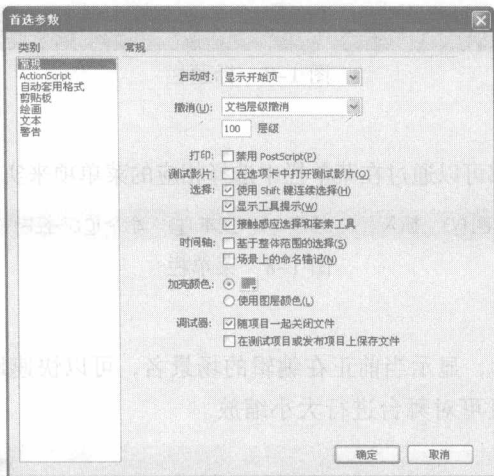 首选参数
类别
常规
ActionScript
自动套用格式
剪贴板
绘画
文本
警告
常规
启动时: 显示开始页
撤消(U): 文档层级撤消
100 层级
打印: 禁用 PostScript(P)
测试影片: 在选项卡中打开测试影片(O)
选择: 使用 Shift 键连续选择(H)
显示工具提示(W)
接触感应选择和套索工具
时间轴: 基于整体范围的选择(S)
场景上的命名锚记(N)
加亮颜色:
使用图层颜色(L)
调试器: 随项目一起关闭文件
在测试项目或发布项目上保存文件
确定 取消